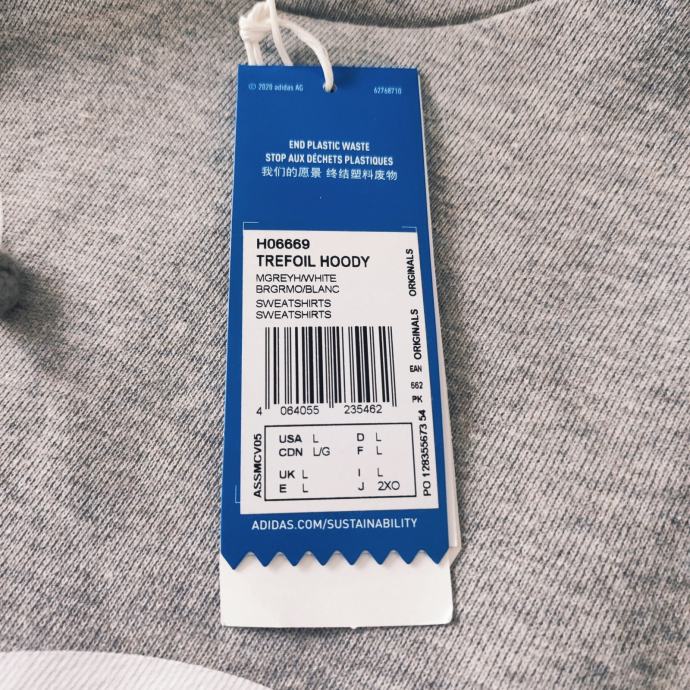 © 2020 adidas AG 62768710
END PLASTIC WASTE
STOP AUX DÉCHETS PLASTIQUES
我们的愿景 终结塑料废物
H06669
TREFOIL HOODY
MGREYH/WHITE
BRGRMO/BLANC
SWEATSHIRTS
SWEATSHIRTS
ORIGINALS ORIGINALS
EAN
662
PK
4 064055 235462
ASSMCV05
USA L D L
CDN L/G F L
UK L I L
E L J 2XO
PO 128355673 54
ADIDAS.COM/SUSTAINABILITY